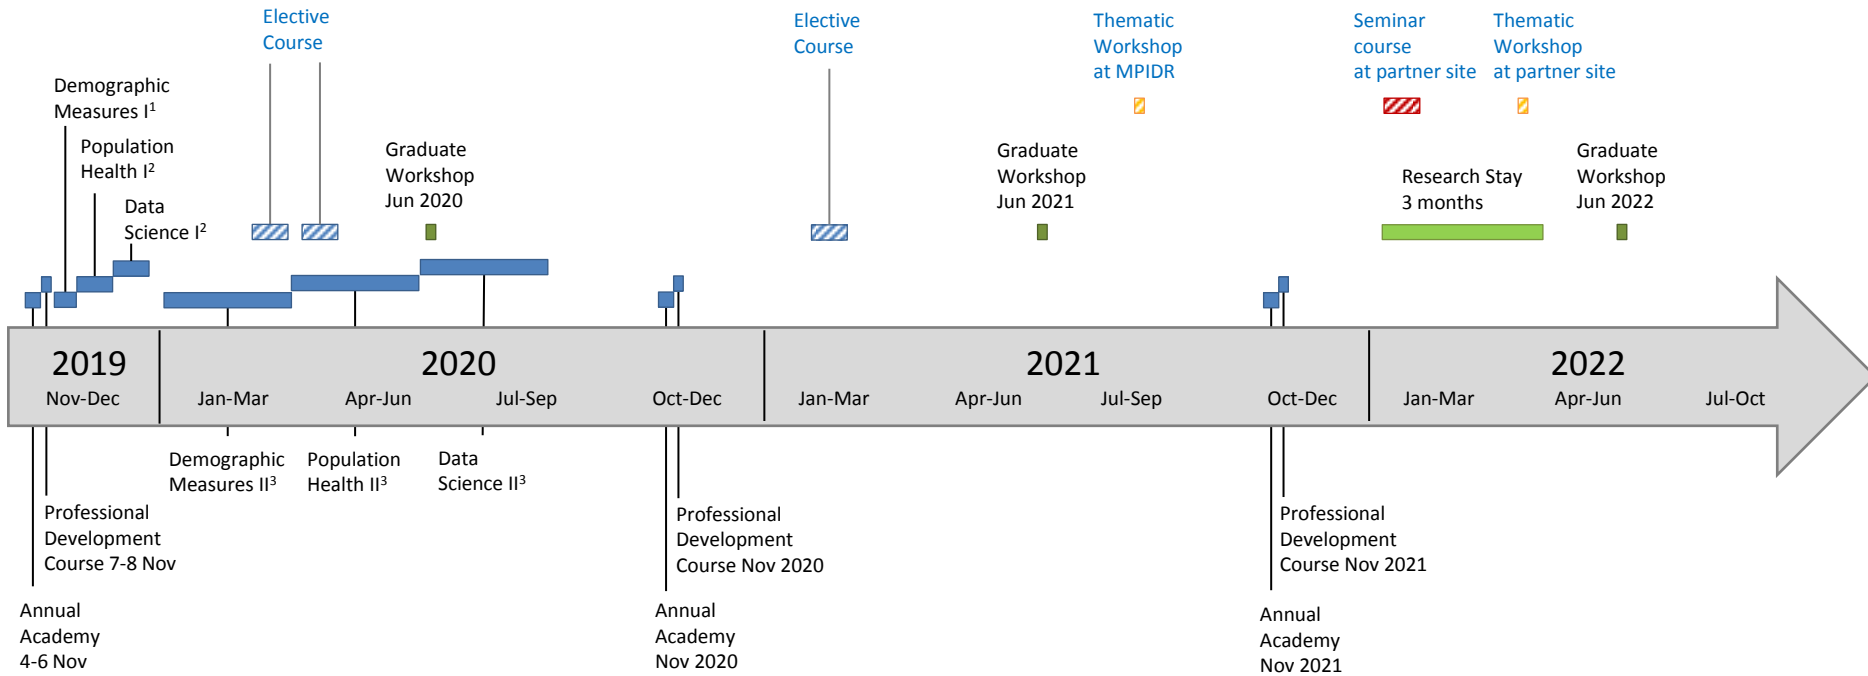 Elective
Course
Elective
Course
Thematic
Workshop
at MPIDR
Seminar
course
at partner site
Thematic
Workshop
at partner site
Demographic
Measures I¹
Population
Health I²
Data
Science I²
Graduate
Workshop
Jun 2020
Graduate
Workshop
Jun 2021
Research Stay
3 months
Graduate
Workshop
Jun 2022
2019
2020
2021
2022
Nov-Dec
Jan-Mar
Apr-Jun
Jul-Sep
Oct-Dec
Jan-Mar
Apr-Jun
Jul-Sep
Oct-Dec
Jan-Mar
Apr-Jun
Jul-Oct
Demographic
Measures II³
Population
Health II³
Data
Science II³
Professional
Development
Course 7-8 Nov
Professional
Development
Course Nov 2020
Professional
Development
Course Nov 2021
Annual
Academy
4-6 Nov
Annual
Academy
Nov 2020
Annual
Academy
Nov 2021